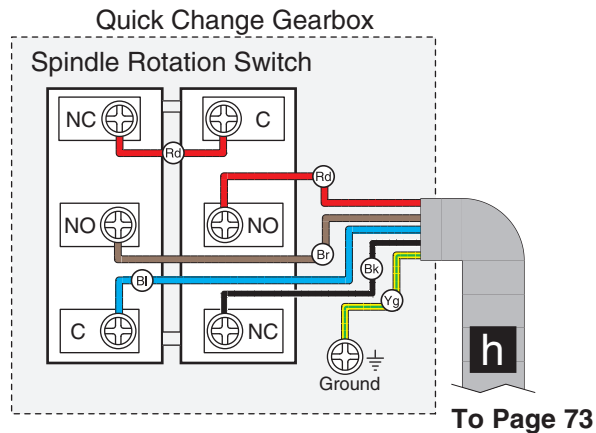 Quick Change Gearbox
Spindle Rotation Switch
NC C
Rd
Rd
NO NO
Br
Bl Bk
Yg
C NC
Ground
h
To Page 73